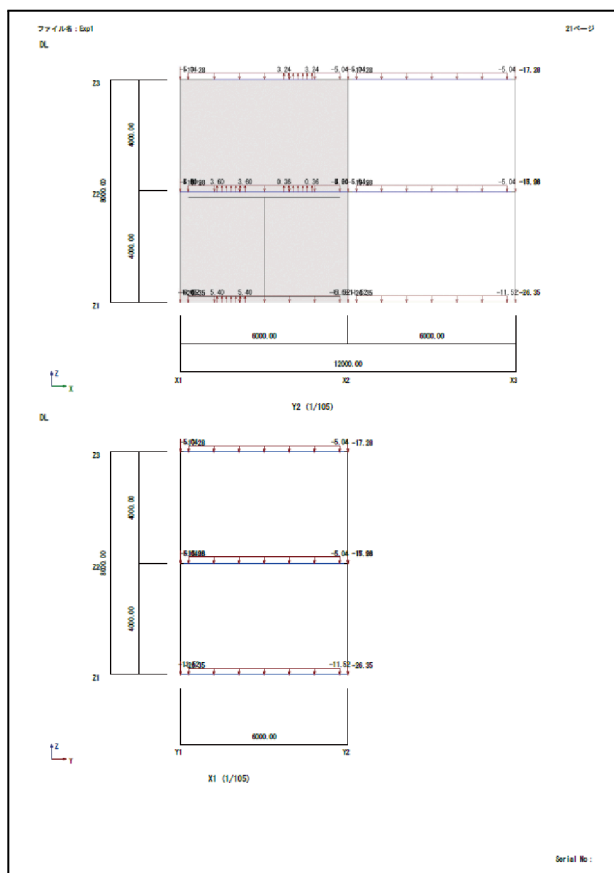 ファイル名：Exp1
21ページ
DL
Z3
3.24 3.24 -5.04 -5.04 -17.28
4000.00
8000.00
Z2
3.60 3.60 0.36 0.36 -5.04
4000.00
5.40 5.40 -11.52 -26.35
Z1
6000.00 6000.00
12000.00
X1 X2 X3
Z
X
Y2 (1/105)
DL
Z3
-5.04 -17.28
4000.00
8000.00
Z2
-5.04
4000.00
-11.52 -26.35
Z1
6000.00
Y1 Y2
Z
Y
X1 (1/105)
Serial No：